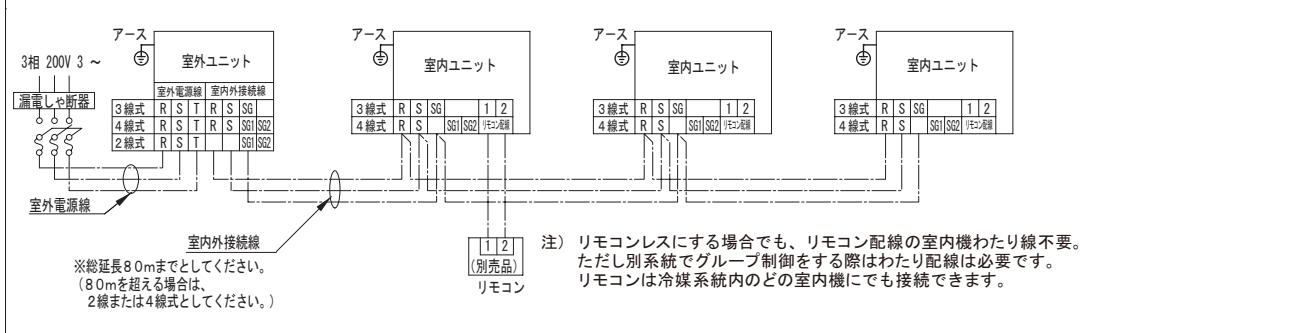 3相 200V 3 ~
漏電しゃ断器
室外電源線
アース
室外ユニット
室外電源線 室内外接続線
3線式 R S T R S SG
4線式 R S T R S SG1 SG2
2線式 R S T SG1 SG2
アース
室内ユニット
3線式 R S SG 1 2
4線式 R S SG1 SG2 リモコン配線
アース
室内ユニット
3線式 R S SG 1 2
4線式 R S SG1 SG2 リモコン配線
アース
室内ユニット
3線式 R S SG 1 2
4線式 R S SG1 SG2 リモコン配線
室内外接続線
※総延長80mまでとしてください。
(80mを超える場合は、
2線または4線式としてください。)
1 2
(別売品)
リモコン
注) リモコンレスにする場合でも、リモコン配線の室内機わたり線不要。
ただし別系統でグループ制御をする際はわたり配線は必要です。
リモコンは冷媒系統内のどの室内機にでも接続できます。